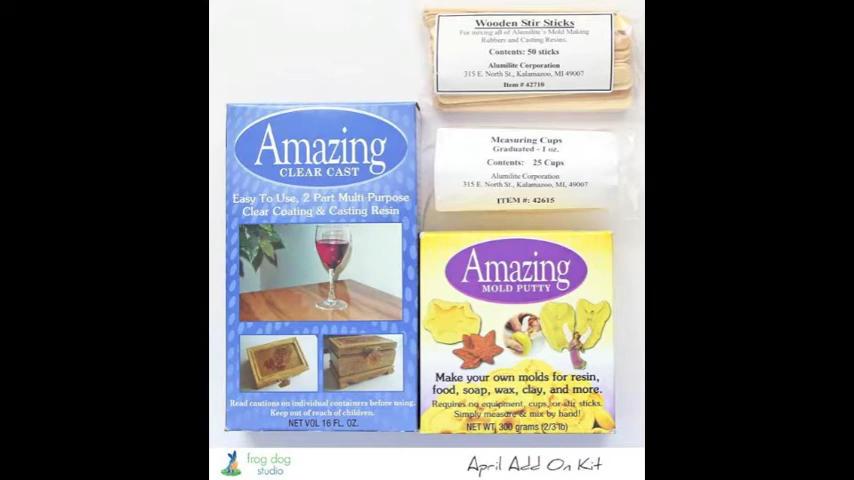 Wooden Stir Sticks
For mixing all of Alumilite's Mold Making
Rubbers and Casting Resins.
Contents: 50 sticks
Alumilite Corporation
315 E. North St., Kalamazoo, MI 49007
Item # 42710
Measuring Cups
Graduated - 1 oz.
Contents: 25 Cups
Alumilite Corporation
315 E. North St., Kalamazoo, MI, 49007
ITEM #: 42615
Amazing
CLEAR CAST
Easy To Use, 2 Part Multi-Purpose
Clear Coating & Casting Resin
Read cautions on individual containers before using.
Keep out of reach of children.
NET VOL 16 FL. OZ.
Amazing
MOLD PUTTY
Make your own molds for resin,
food, soap, wax, clay, and more.
Requires no equipment, cups, or stir sticks.
Simply measure & mix by hand!
NET WT. 300 grams (2/3 lb)
frog dog
studio
April Add On Kit